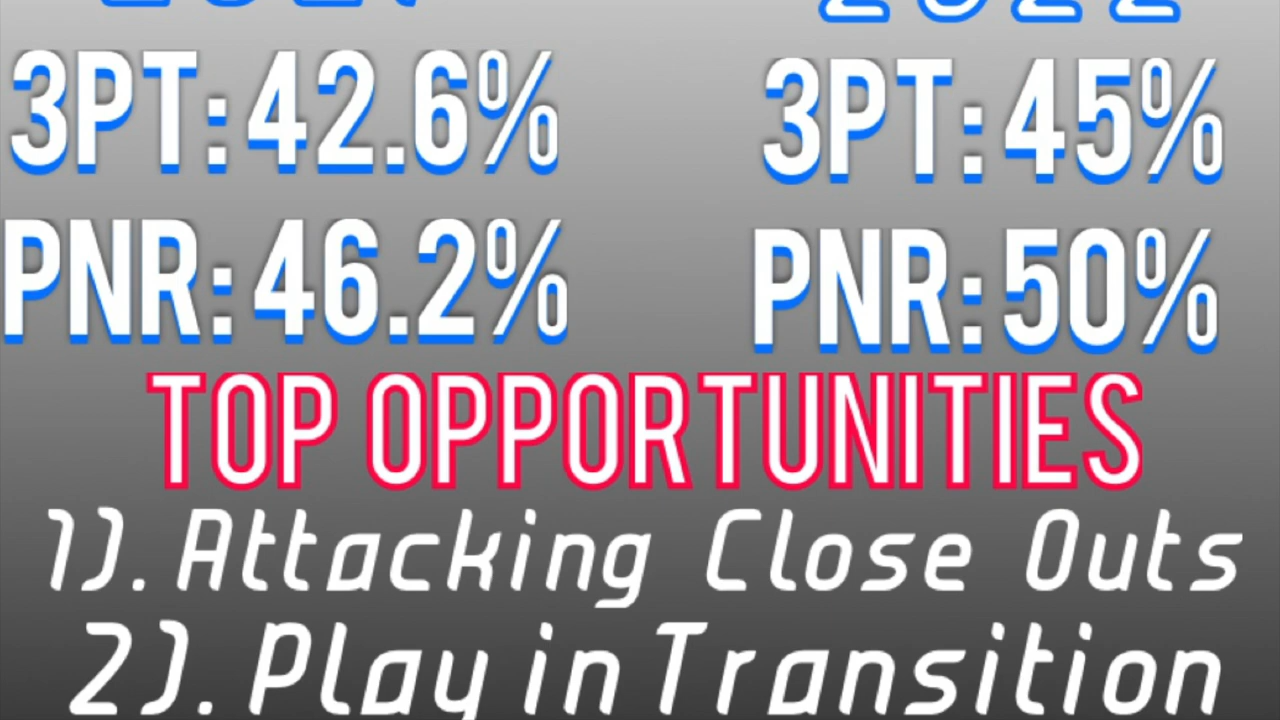 2022
3PT: 42.6% 3PT: 45%
PNR: 46.2% PNR: 50%
TOP OPPORTUNITIES
1). Attacking Close Outs
2). Play in Transition